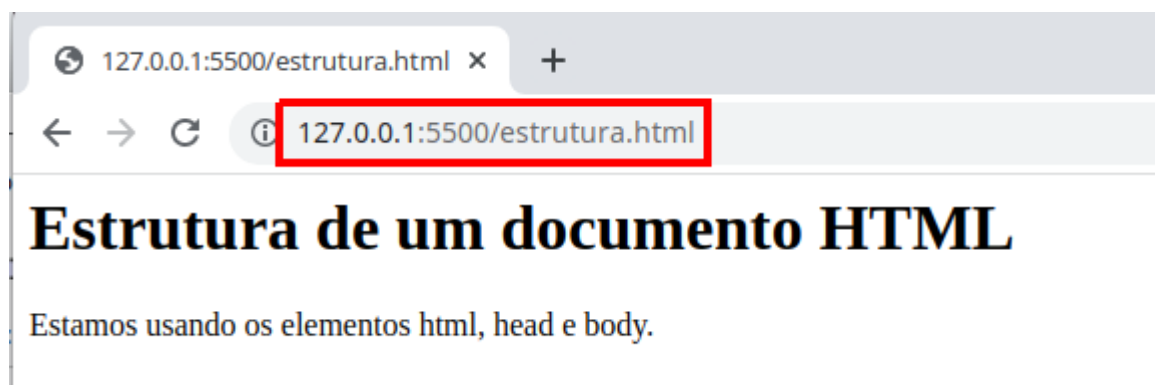 127.0.0.1:5500/estrutura.html
127.0.0.1:5500/estrutura.html
Estrutura de um documento HTML
Estamos usando os elementos html, head e body.